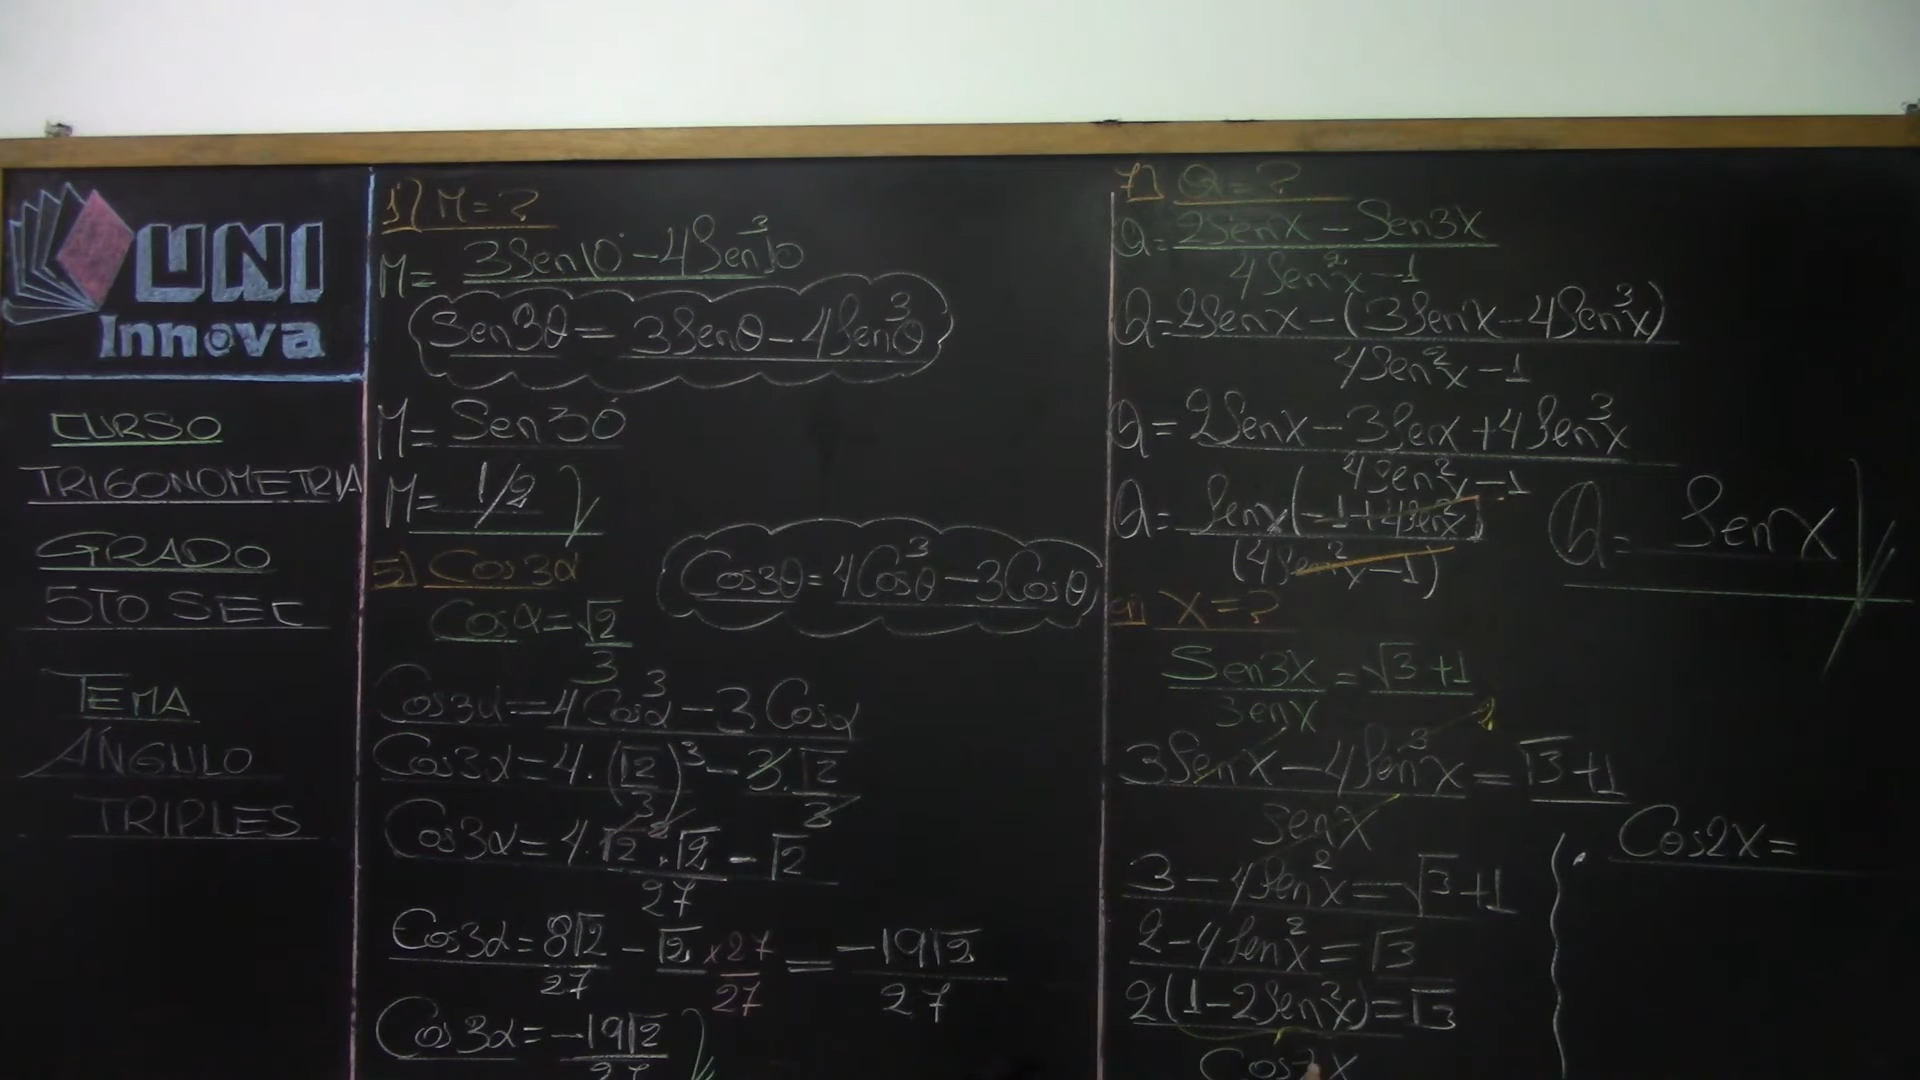 UNI
Innova
CURSO
TRIGONOMETRIA
GRADO
5TO SEC
TEMA
ÁNGULO
TRIPLES
1) M=?
M= 3Sen10°-4Sen³10
Sen3θ= 3Senθ-4Sen³θ
M= Sen30°
M= 1/2
5) Cos3α
Cosα=√2/3
Cos3θ=4Cos³θ-3Cosθ
Cos3α=4Cos³α-3Cosα
Cos3α=4.(√2/3)³-3.√2/3
Cos3α=4.√2².√2/27-√2
Cos3α=8√2/27-√2×27/27=-19√2/27
Cos3α=-19√2/27
7) Q=?
Q=2Senx-Sen3x/4Sen²x-1
Q=2Senx-(3Senx-4Sen³x)/4Sen²x-1
Q=2Senx-3Senx+4Sen³x/4Sen²x-1
Q=Senx(-1+4Sen²x)/(4Sen²x-1)
Q= Senx
X=?
Sen3x/Senx=√3+1
3Senx-4Sen³x/Senx=√3+1
3-4Sen²x=√3+1
2-4Sen²x=√3
2(1-2Sen²x)=√3
Cos2x
. Cos2x=